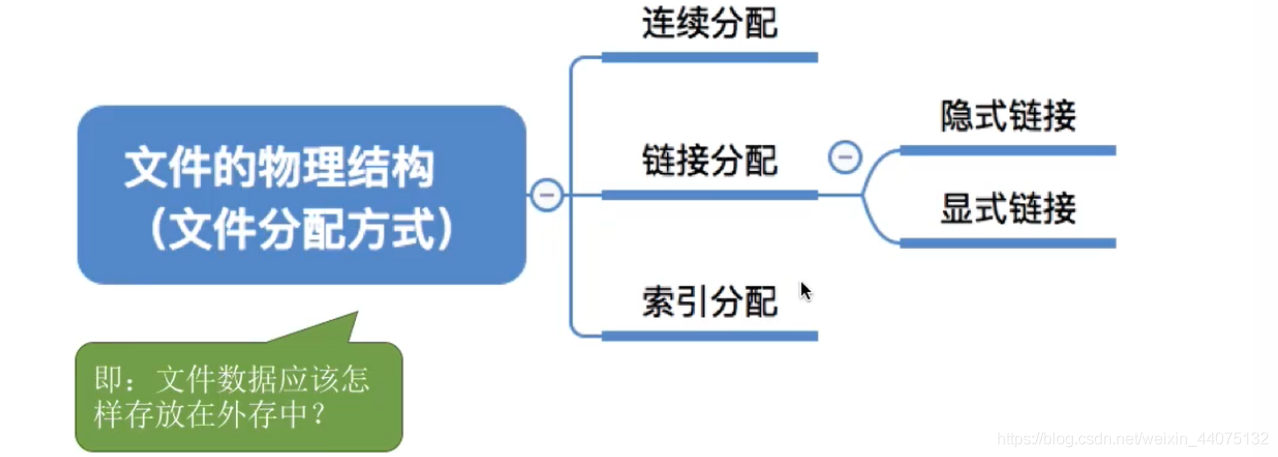 连续分配
隐式链接
文件的物理结构
链接分配
显式链接
（文件分配方式）
索引分配
即：文件数据应该怎
样存放在外存中？
https://blog.csdn.net/weixin_44075132